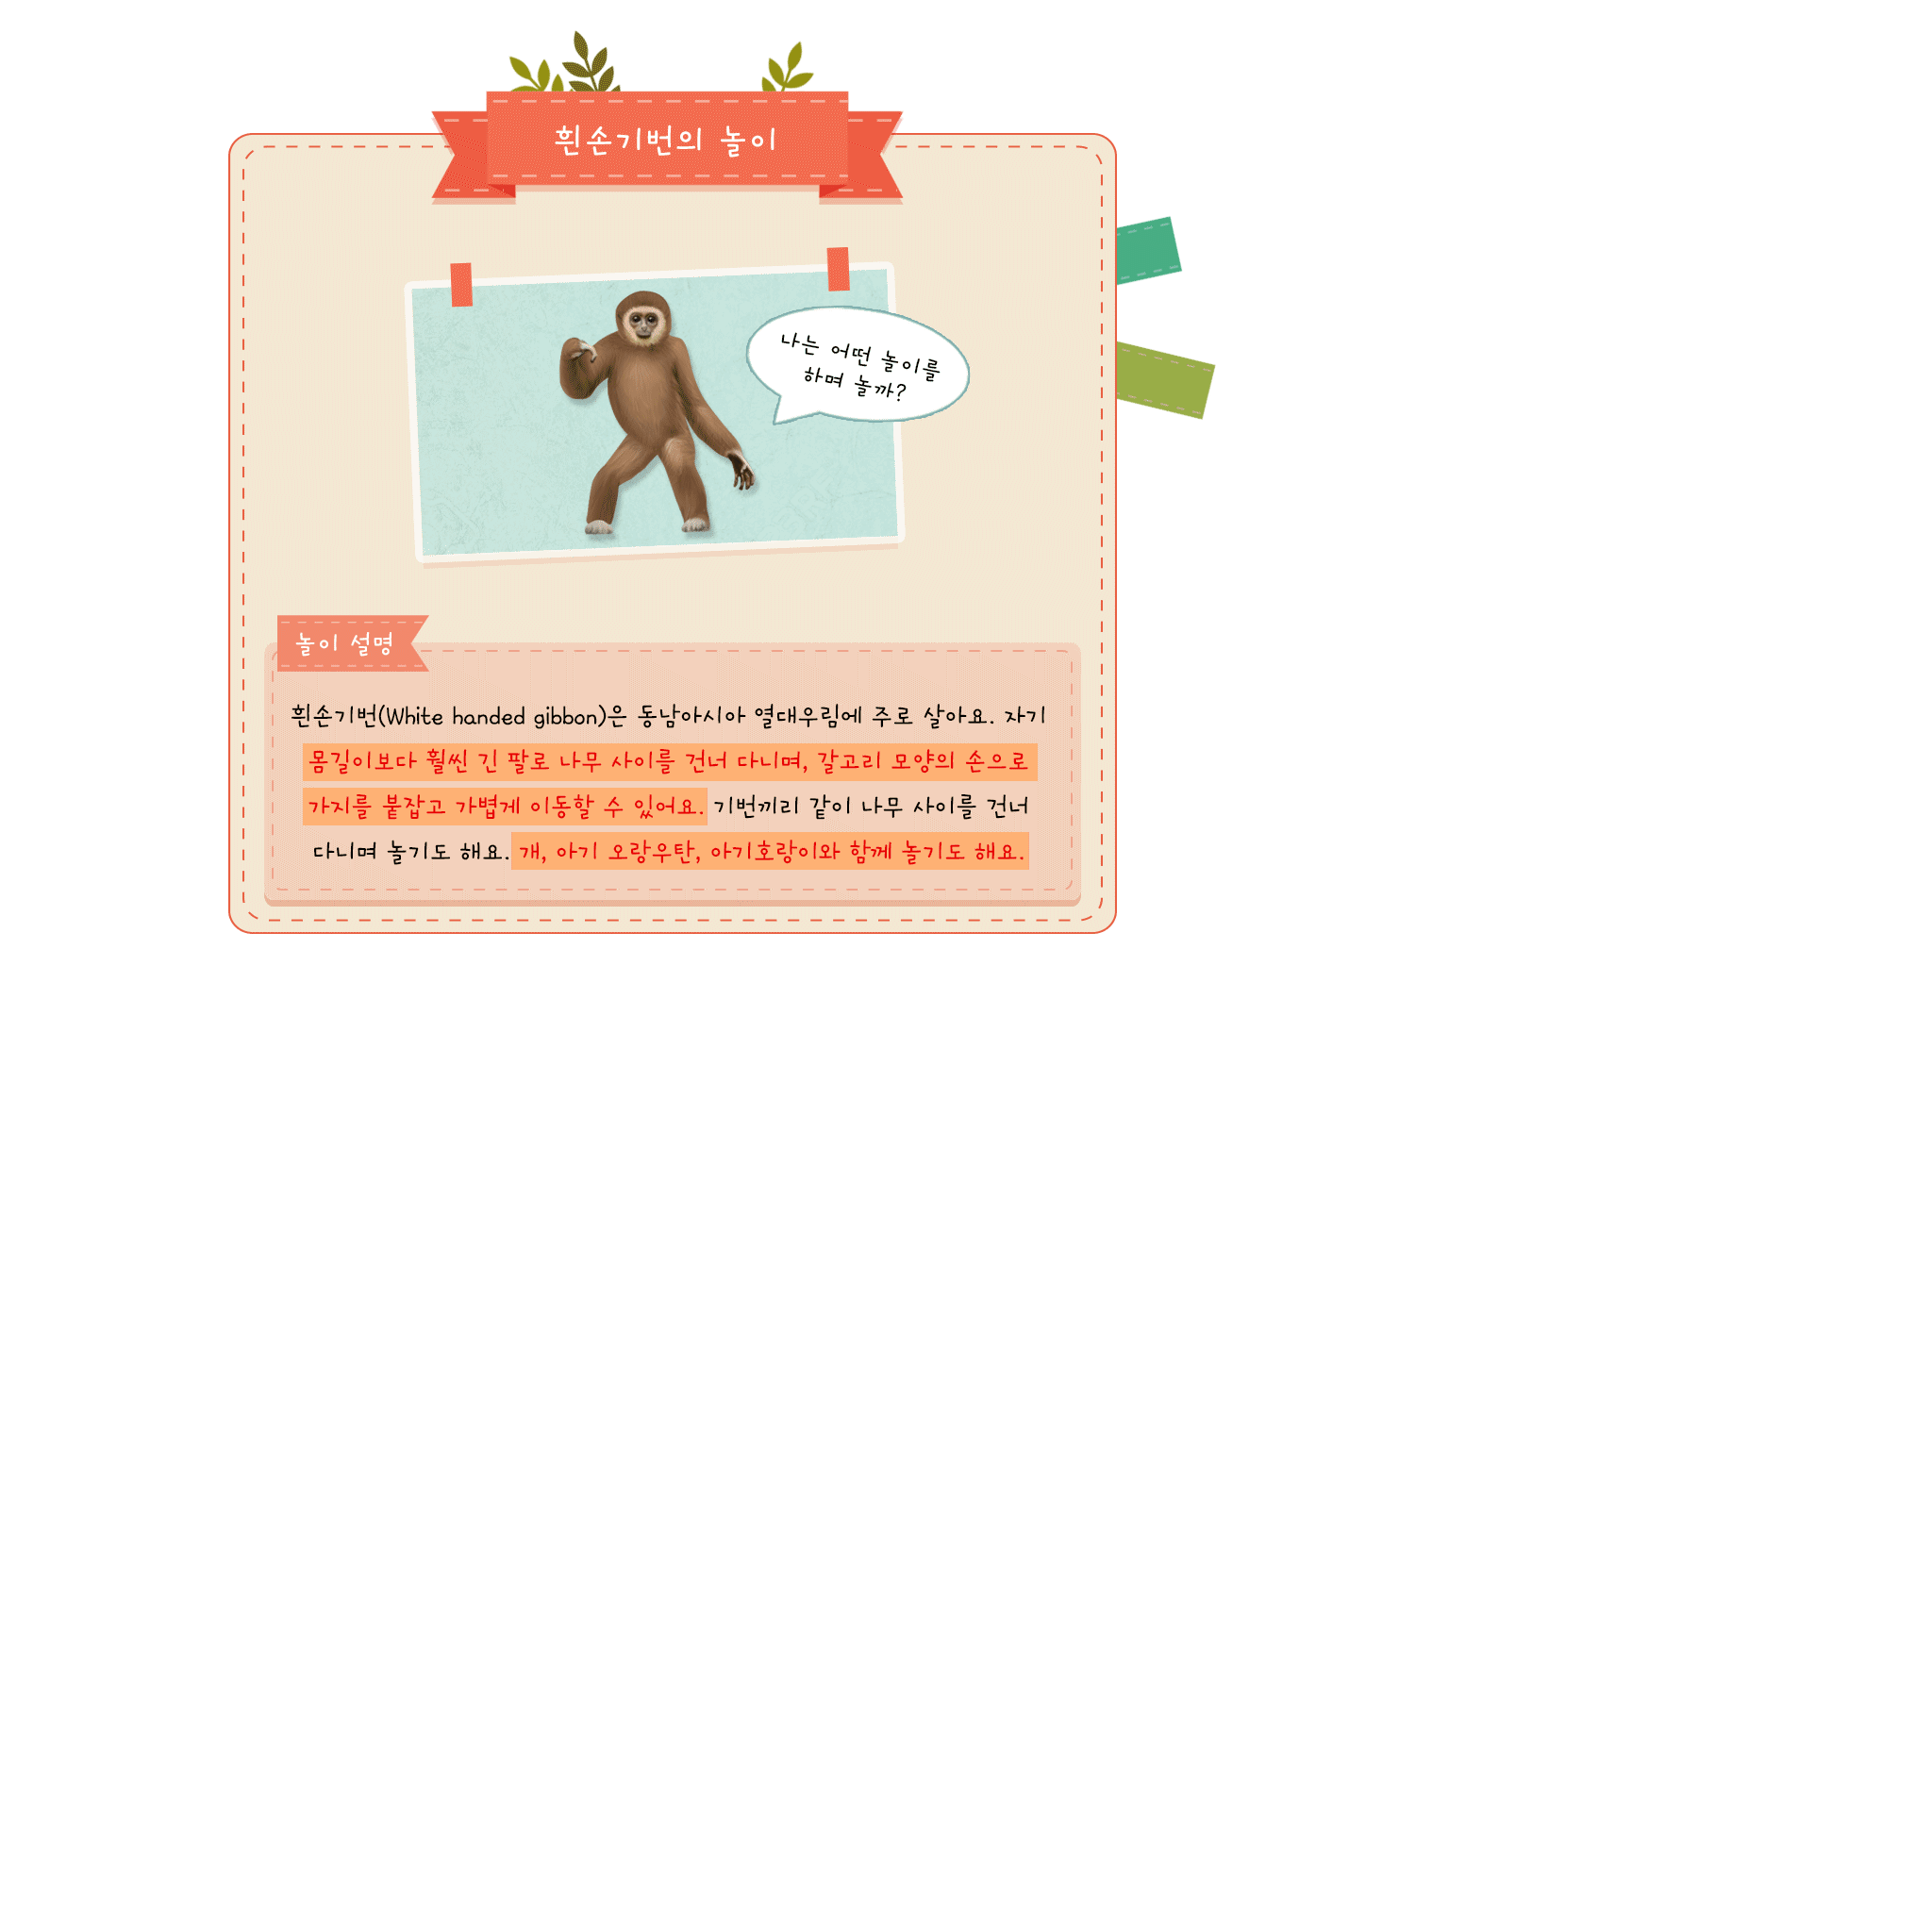 흰손기번의 놀이
나는 어떤 놀이를
하며 놀까?
놀이 설명
흰손기번(White handed gibbon)은 동남아시아 열대우림에 주로 살아요. 자기
몸길이보다 훨씬 긴 팔로 나무 사이를 건너 다니며, 갈고리 모양의 손으로
가지를 붙잡고 가볍게 이동할 수 있어요. 기번끼리 같이 나무 사이를 건너
다니며 놀기도 해요. 개, 아기 오랑우탄, 아기호랑이와 함께 놀기도 해요.